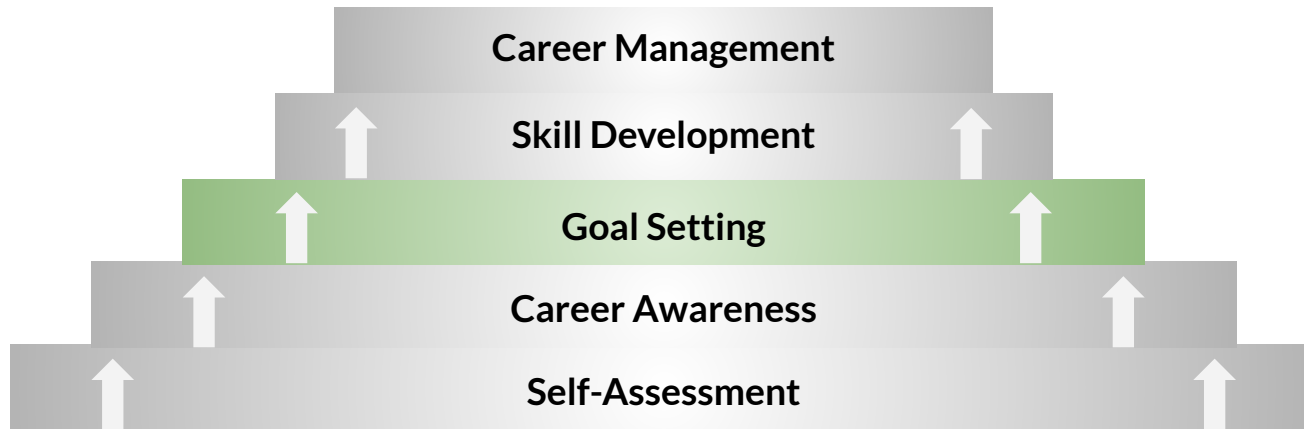 Career Management
Skill Development
Goal Setting
Career Awareness
Self-Assessment